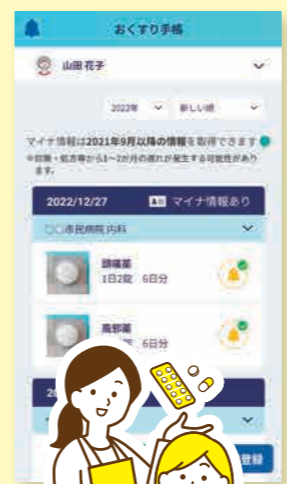 おくすり手帳
山田 花子
2022年 新しい順
マイナ情報は2021年9月以降の情報を取得できます
※診療・処方等から1～2か月の遅れが発生する可能性があり
ます。
2022/12/27 マイナ情報あり
〇〇市民病院 内科
頭痛薬
1日2錠 6日分
風邪薬
錠 6日分
20
登録